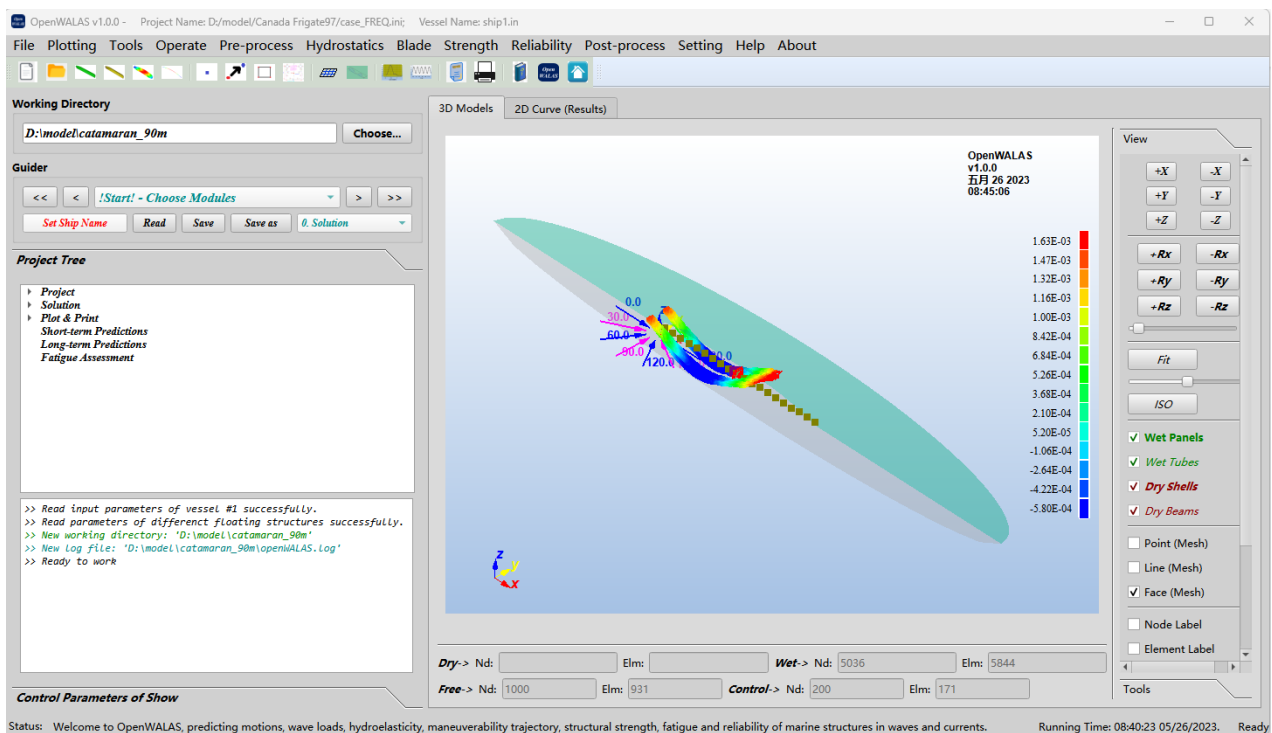 OpenWALAS v1.0.0 - Project Name: D:/model/Canada Frigate97/case_FREQ.ini; Vessel Name: ship1.in
File Plotting Tools Operate Pre-process Hydrostatics Blade Strength Reliability Post-process Setting Help About
Working Directory
D:\model\catamaran_90m Choose...
Guider
<< < !Start! - Choose Modules > >>
Set Ship Name Read Save Save as 0. Solution
Project Tree
Project
Solution
Plot & Print
Short-term Predictions
Long-term Predictions
Fatigue Assessment
>> Read input parameters of vessel #1 successfully.
>> Read parameters of differenct floating structures successfully.
>> New working directory: 'D:\model\catamaran_90m'
>> New log file: 'D:\model\catamaran_90m\openWALAS.Log'
>> Ready to work
Control Parameters of Show
3D Models 2D Curve (Results)
OpenWALAS
v1.0.0
五月 26 2023
08:45:06
1.63E-03
1.47E-03
1.32E-03
1.16E-03
1.00E-03
8.42E-04
6.84E-04
5.26E-04
3.68E-04
2.10E-04
5.20E-05
-1.06E-04
-2.64E-04
-4.22E-04
-5.80E-04
0.0
30.0
60.0
90.0
120.0
z
y
x
Dry-> Nd: Elm: Wet-> Nd: 5036 Elm: 5844
Free-> Nd: 1000 Elm: 931 Control-> Nd: 200 Elm: 171
View
+X -X
+Y -Y
+Z -Z
+Rx -Rx
+Ry -Ry
+Rz -Rz
Fit
ISO
Wet Panels
Wet Tubes
Dry Shells
Dry Beams
Point (Mesh)
Line (Mesh)
Face (Mesh)
Node Label
Element Label
Tools
Status: Welcome to OpenWALAS, predicting motions, wave loads, hydroelasticity, maneuverability trajectory, structural strength, fatigue and reliability of marine structures in waves and currents. Running Time: 08:40:23 05/26/2023. Ready